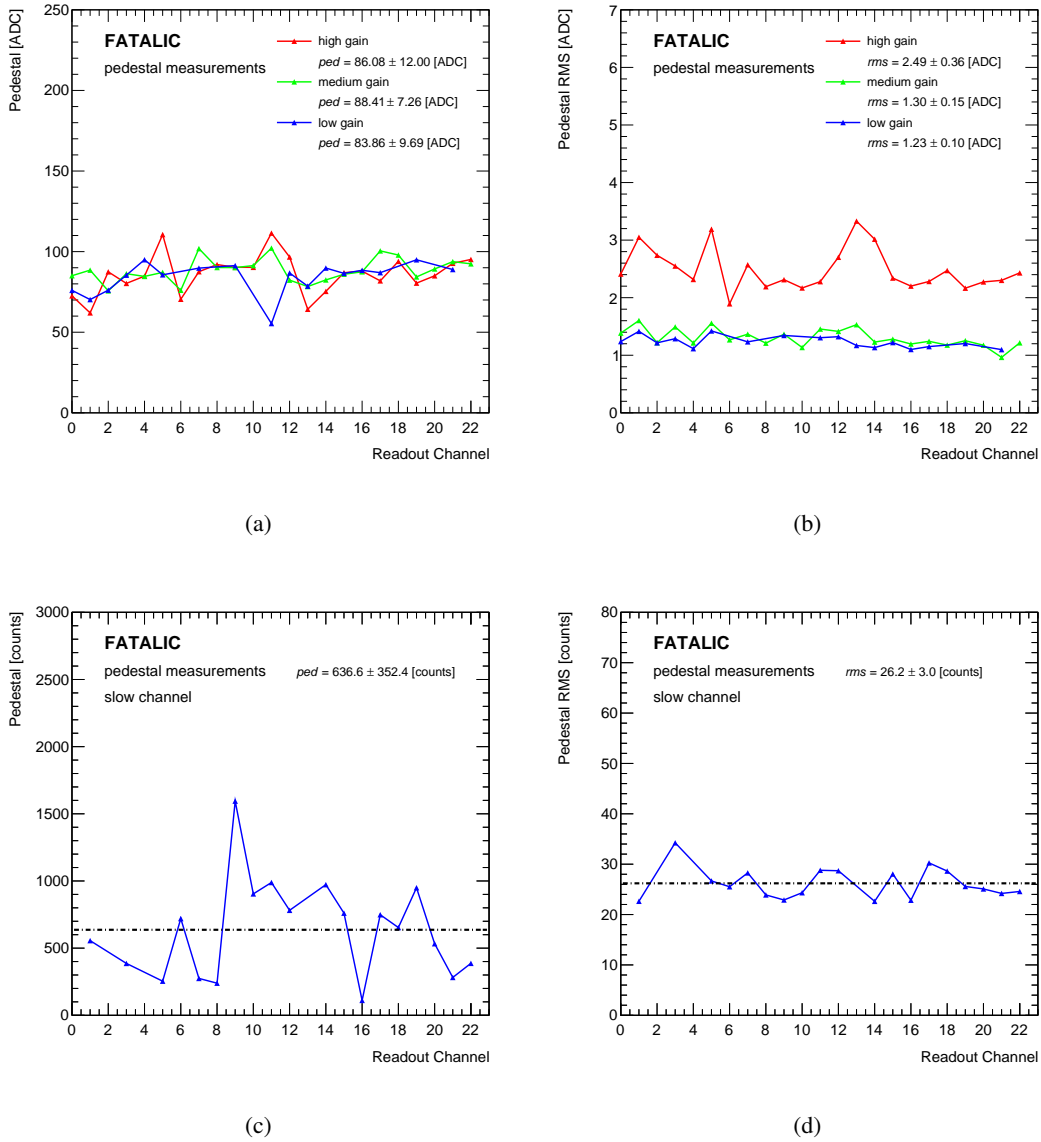 Pedestal [ADC]
250
200
150
100
50
0
FATALIC
pedestal measurements
high gain
ped = 86.08 ± 12.00 [ADC]
medium gain
ped = 88.41 ± 7.26 [ADC]
low gain
ped = 83.86 ± 9.69 [ADC]
0 2 4 6 8 10 12 14 16 18 20 22
Readout Channel
(a)
Pedestal RMS [ADC]
7
6
5
4
3
2
1
0
FATALIC
pedestal measurements
high gain
rms = 2.49 ± 0.36 [ADC]
medium gain
rms = 1.30 ± 0.15 [ADC]
low gain
rms = 1.23 ± 0.10 [ADC]
0 2 4 6 8 10 12 14 16 18 20 22
Readout Channel
(b)
Pedestal [counts]
3000
2500
2000
1500
1000
500
0
FATALIC
pedestal measurements
slow channel
ped = 636.6 ± 352.4 [counts]
0 2 4 6 8 10 12 14 16 18 20 22
Readout Channel
(c)
Pedestal RMS [counts]
80
70
60
50
40
30
20
10
0
FATALIC
pedestal measurements
slow channel
rms = 26.2 ± 3.0 [counts]
0 2 4 6 8 10 12 14 16 18 20 22
Readout Channel
(d)